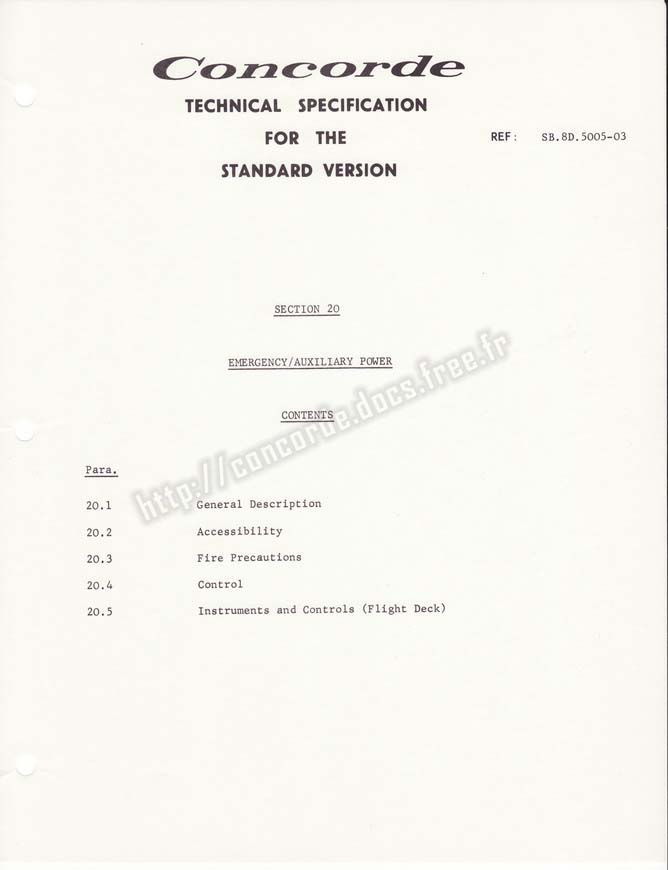 Concorde
TECHNICAL SPECIFICATION
FOR THE
STANDARD VERSION
REF: SB.8D.5005-03
SECTION 20
EMERGENCY/AUXILIARY POWER
CONTENTS
http://concorde.docs.free.fr
Para.
20.1 General Description
20.2 Accessibility
20.3 Fire Precautions
20.4 Control
20.5 Instruments and Controls (Flight Deck)